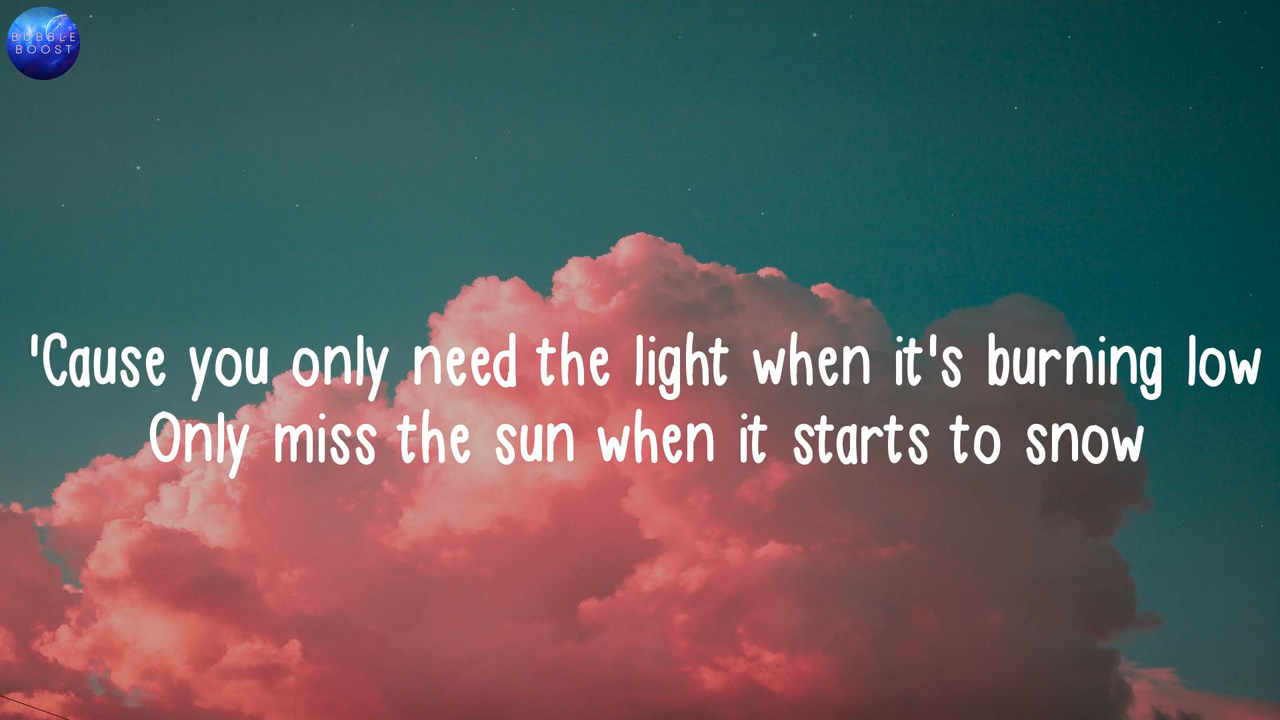 BUBBLE
BOOST
'Cause you only need the light when it's burning low
Only miss the sun when it starts to snow